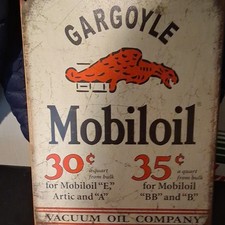 GARGOYLE
Mobiloil
30¢ a quart from bulk
35¢ a quart from bulk
for Mobiloil "E,"
Artic and "A"
for Mobiloil
"BB" and "B"
VACUUM OIL COMPANY